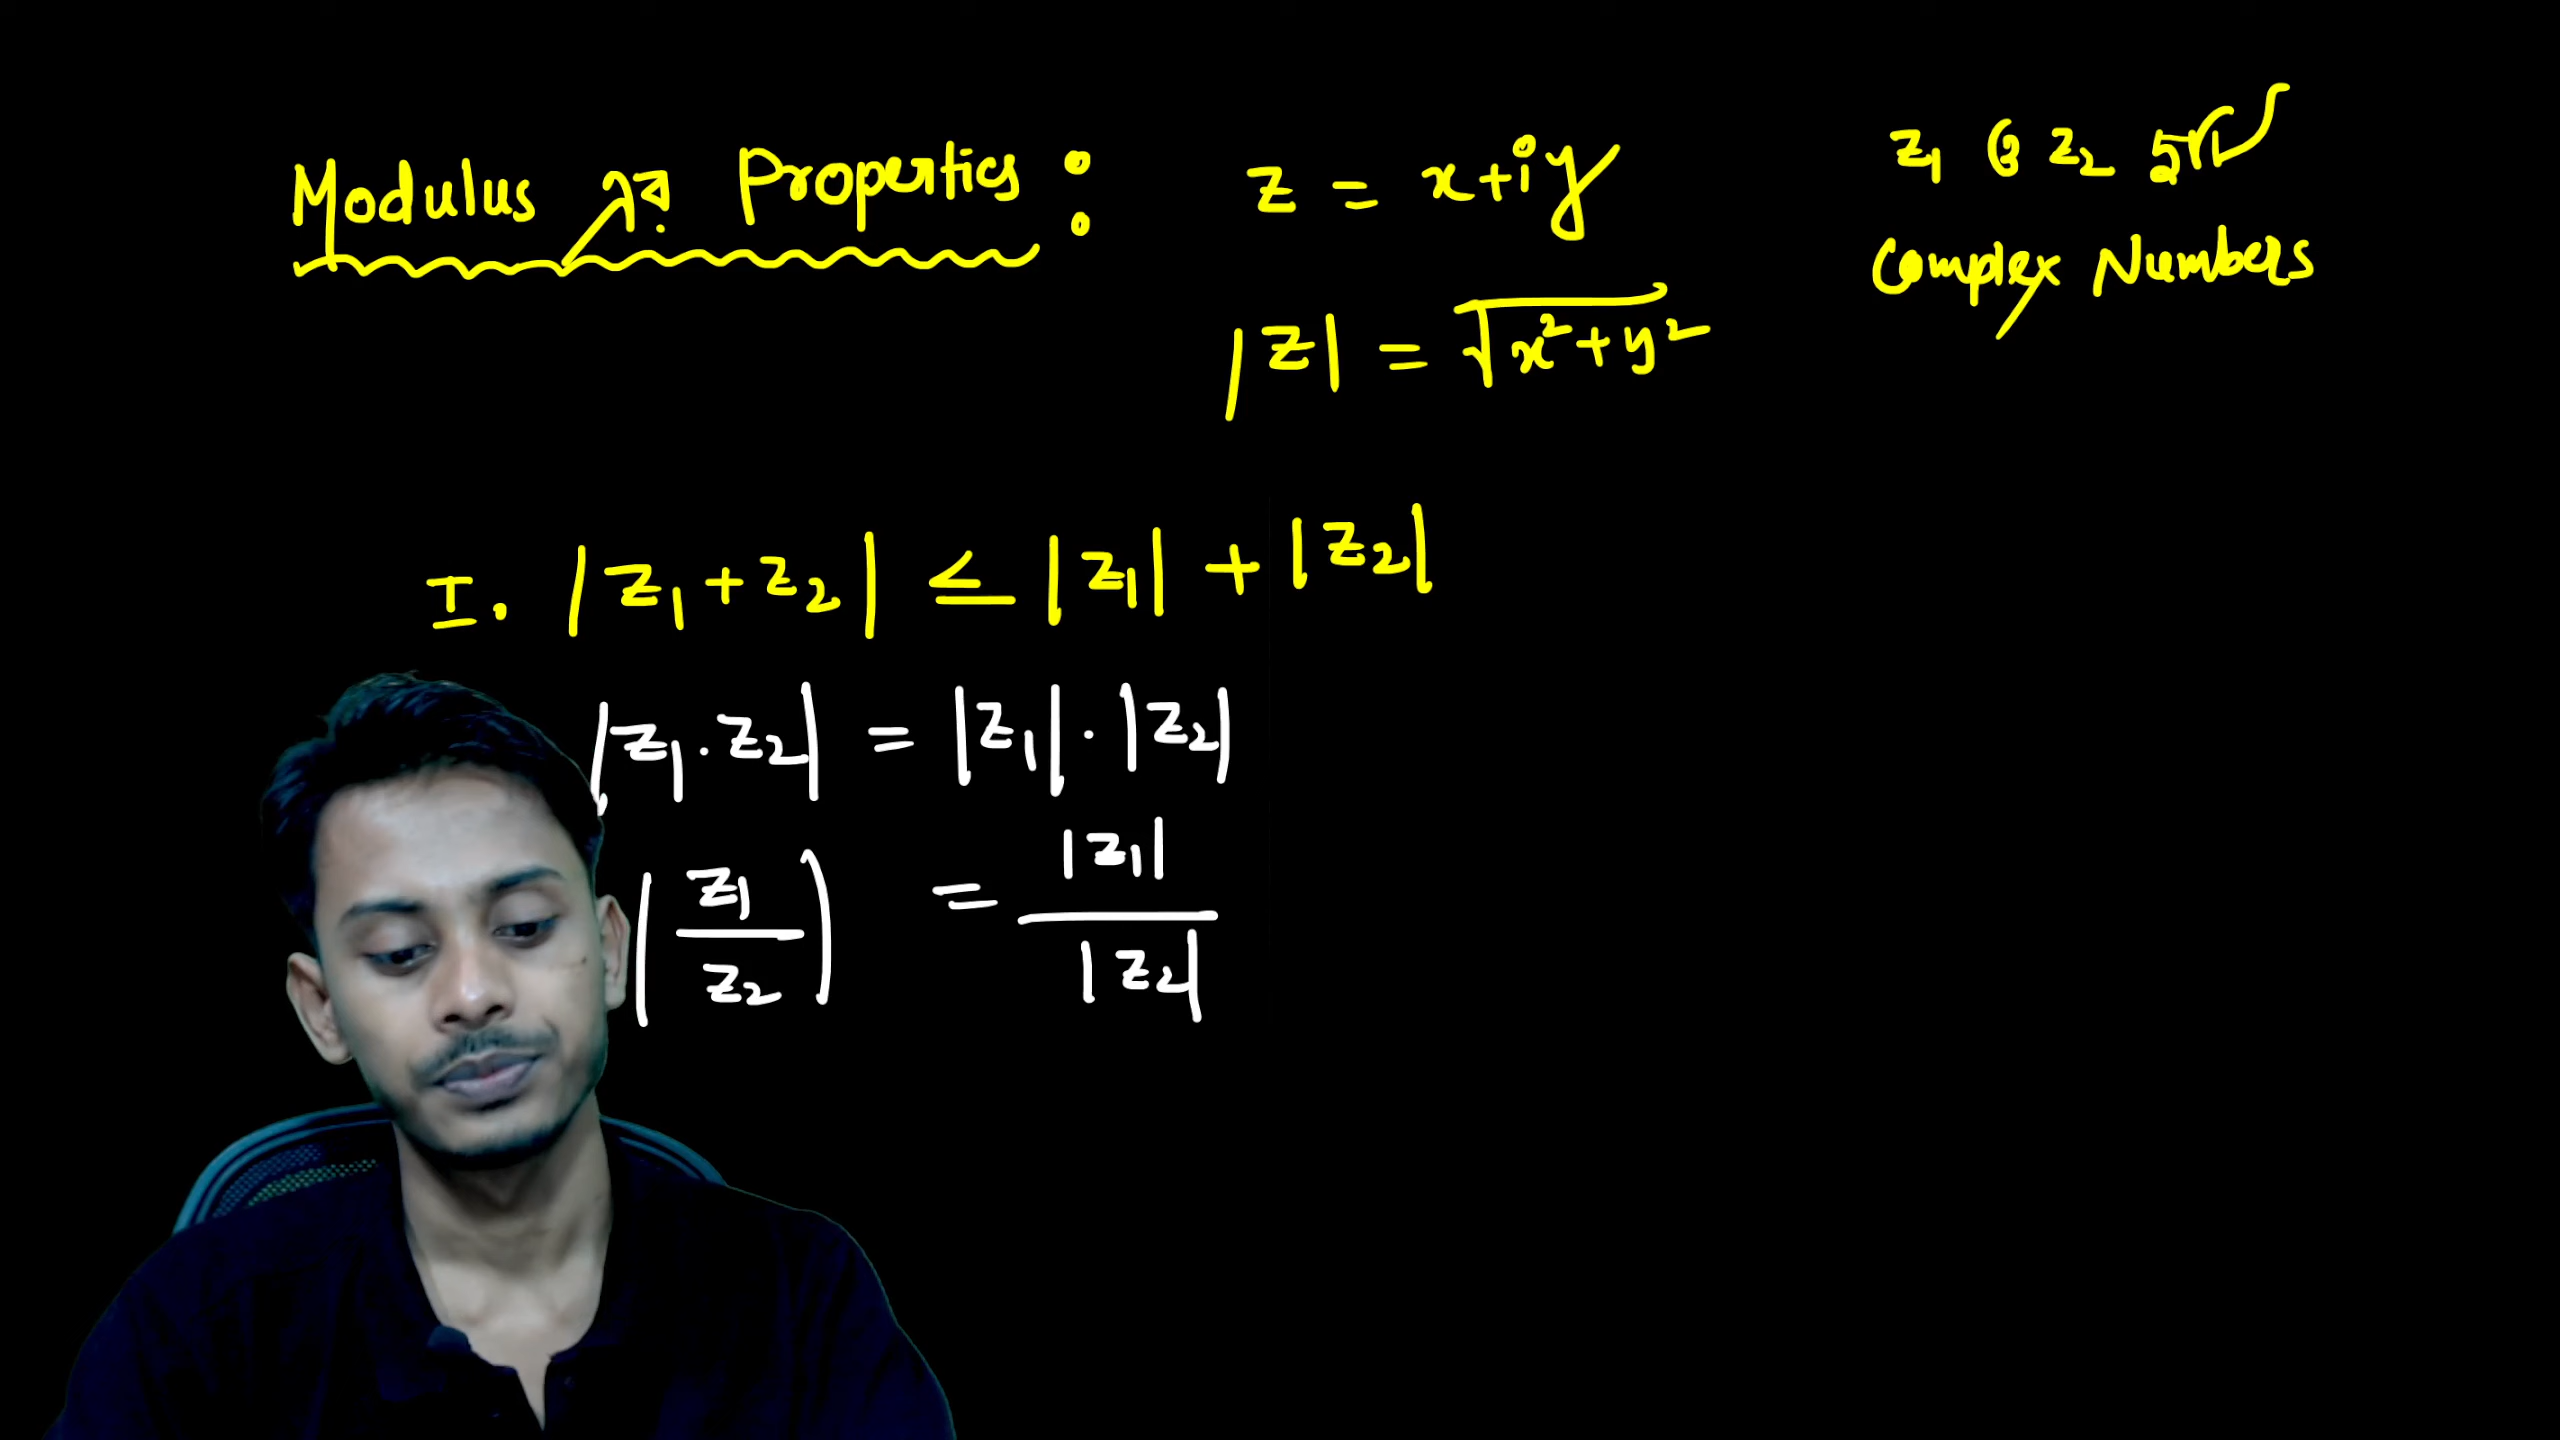 Modulus এর Properties :
z = x+iy
z₁ ও z₂ দুটি
Complex Numbers
|z| = √x²+y²
I. |z₁+z₂| ≤ |z₁| + |z₂|
|z₁.z₂| = |z₁|.|z₂|
|z₁/z₂) = |z₁|/|z₂|